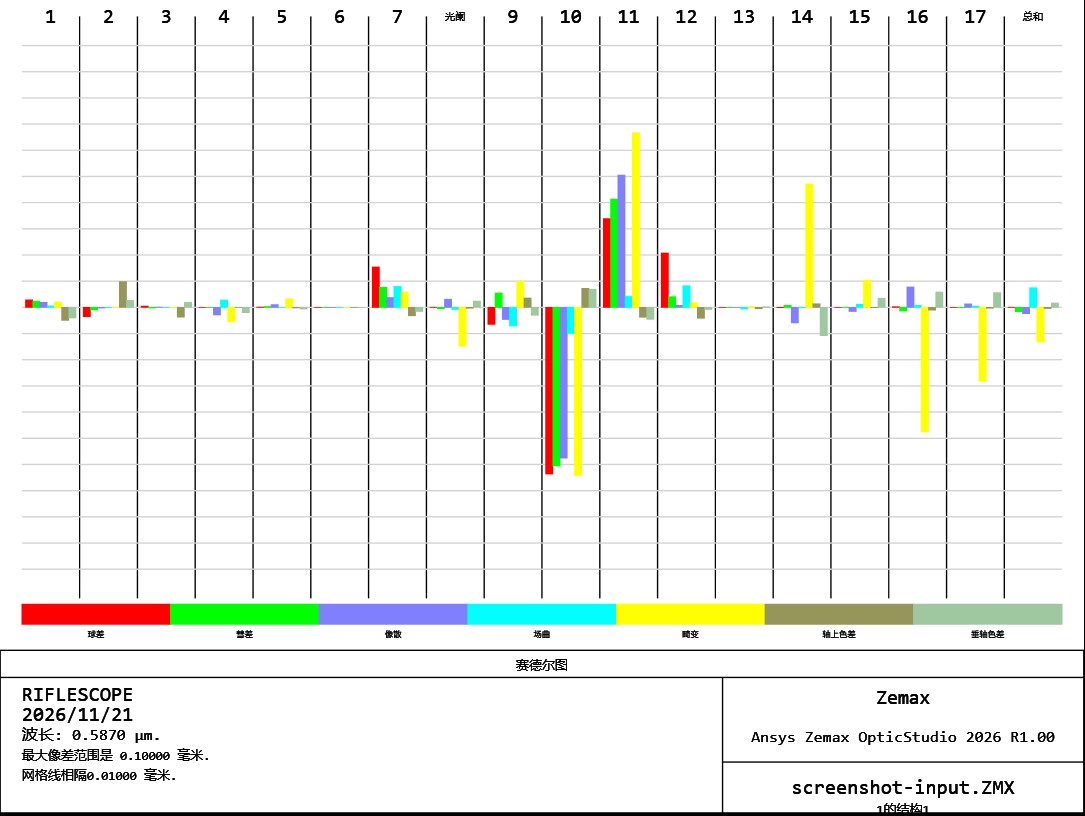 1 2 3 4 5 6 7 光阑 9 10 11 12 13 14 15 16 17 总和
球差 彗差 像散 场曲 畸变 轴上色差 垂轴色差
赛德尔图
RIFLESCOPE
2026/11/21
波长: 0.5870 µm.
最大像差范围是 0.10000 毫米.
网格线相隔0.01000 毫米.
Zemax
Ansys Zemax OpticStudio 2026 R1.00
screenshot-input.ZMX
1的结构1